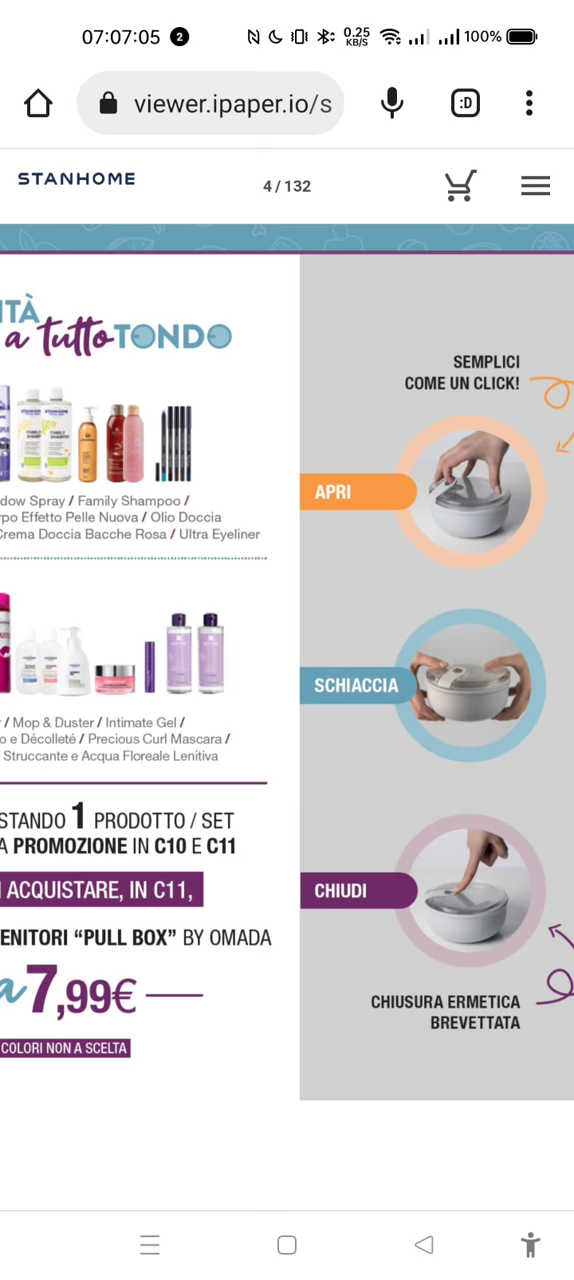 07:07:05 2 0.25 KB/S 100%
viewer.ipaper.io/s :D
STANHOME 4 / 132
ITÀ
a tutto TONDO
SEMPLICI
COME UN CLICK!
APRI
dow Spray / Family Shampoo /
rpo Effetto Pelle Nuova / Olio Doccia
Crema Doccia Bacche Rosa / Ultra Eyeliner
SCHIACCIA
/ Mop & Duster / Intimate Gel /
o e Décolleté / Precious Curl Mascara /
Struccante e Acqua Floreale Lenitiva
STANDO 1 PRODOTTO / SET
A PROMOZIONE IN C10 E C11
I ACQUISTARE, IN C11,
ENITORI “PULL BOX” BY OMADA
a 7,99€
COLORI NON A SCELTA
CHIUDI
CHIUSURA ERMETICA
BREVETTATA